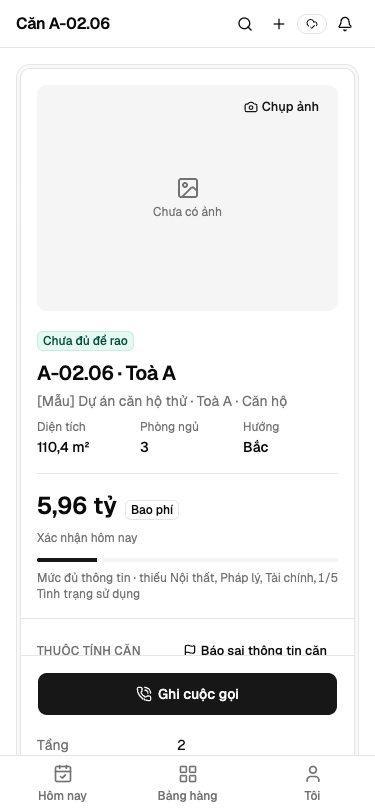 Căn A-02.06
Chụp ảnh
Chưa có ảnh
Chưa đủ để rao
A-02.06 · Toà A
[Mẫu] Dự án căn hộ thử · Toà A · Căn hộ
Diện tích Phòng ngủ Hướng
110,4 m² 3 Bắc
5,96 tỷ Bao phí
Xác nhận hôm nay
Mức đủ thông tin · thiếu Nội thất, Pháp lý, Tài chính, 1/5
Tình trạng sử dụng
THUỘC TÍNH CĂN Báo sai thông tin căn
Ghi cuộc gọi
Tầng 2
Hôm nay Bảng hàng Tôi